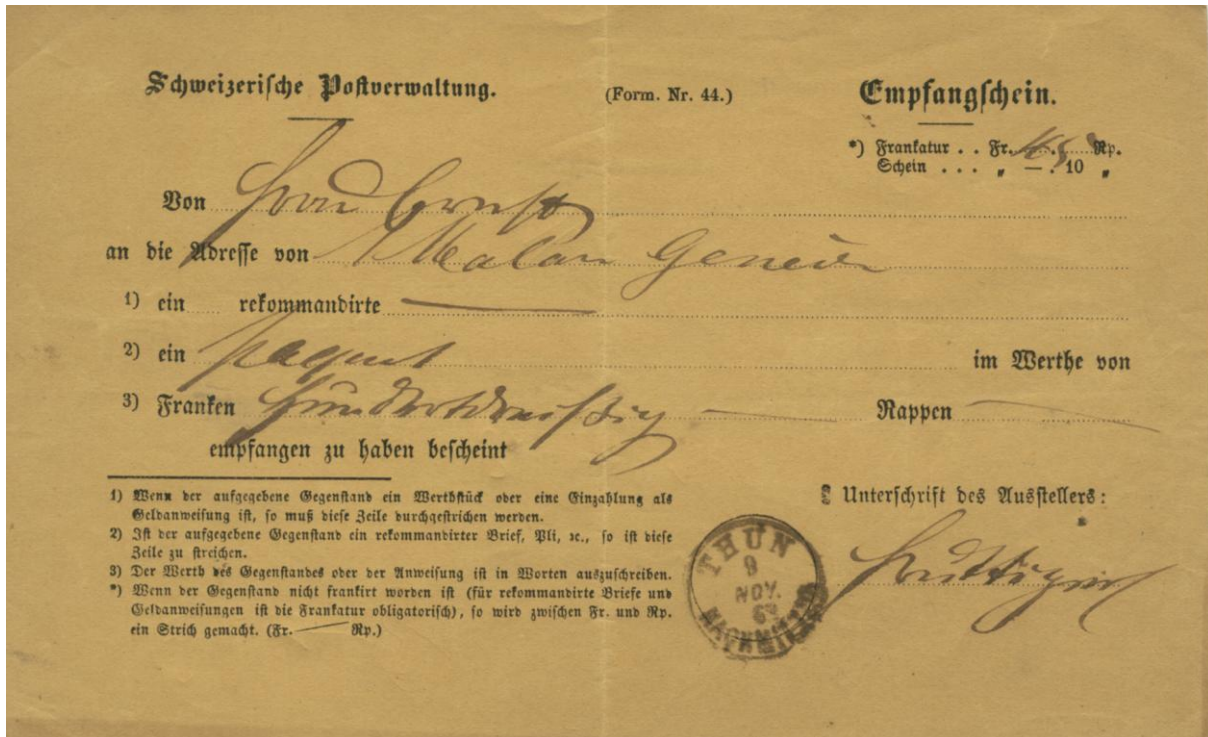 Schweizerische Postverwaltung. (Form. Nr. 44.) Empfangschein.
*) Frankatur . . Fr. . . Rp.
Schein . . . „ — . 10 „
Von Frau Ernst
an die Adresse von Malan Genève
1) ein rekommandirte
2) ein paquet im Werthe von
3) Franken Hundertdreißig Rappen
empfangen zu haben bescheint
1) Wenn der aufgegebene Gegenstand ein Werthstück oder eine Einzahlung als
Geldanweisung ist, so muß diese Zeile durchgestrichen werden.
2) Ist der aufgegebene Gegenstand ein rekommandirter Brief, Pli, ꝛc., so ist diese
Zeile zu streichen.
3) Der Werth des Gegenstandes oder der Anweisung ist in Worten auszuschreiben.
*) Wenn der Gegenstand nicht frankirt worden ist (für rekommandirte Briefe und
Geldanweisungen ist die Frankatur obligatorisch), so wird zwischen Fr. und Rp.
ein Strich gemacht. (Fr. —— Rp.)
Unterschrift des Ausstellers:
THUN
9
NOV.
NACHMITTAG